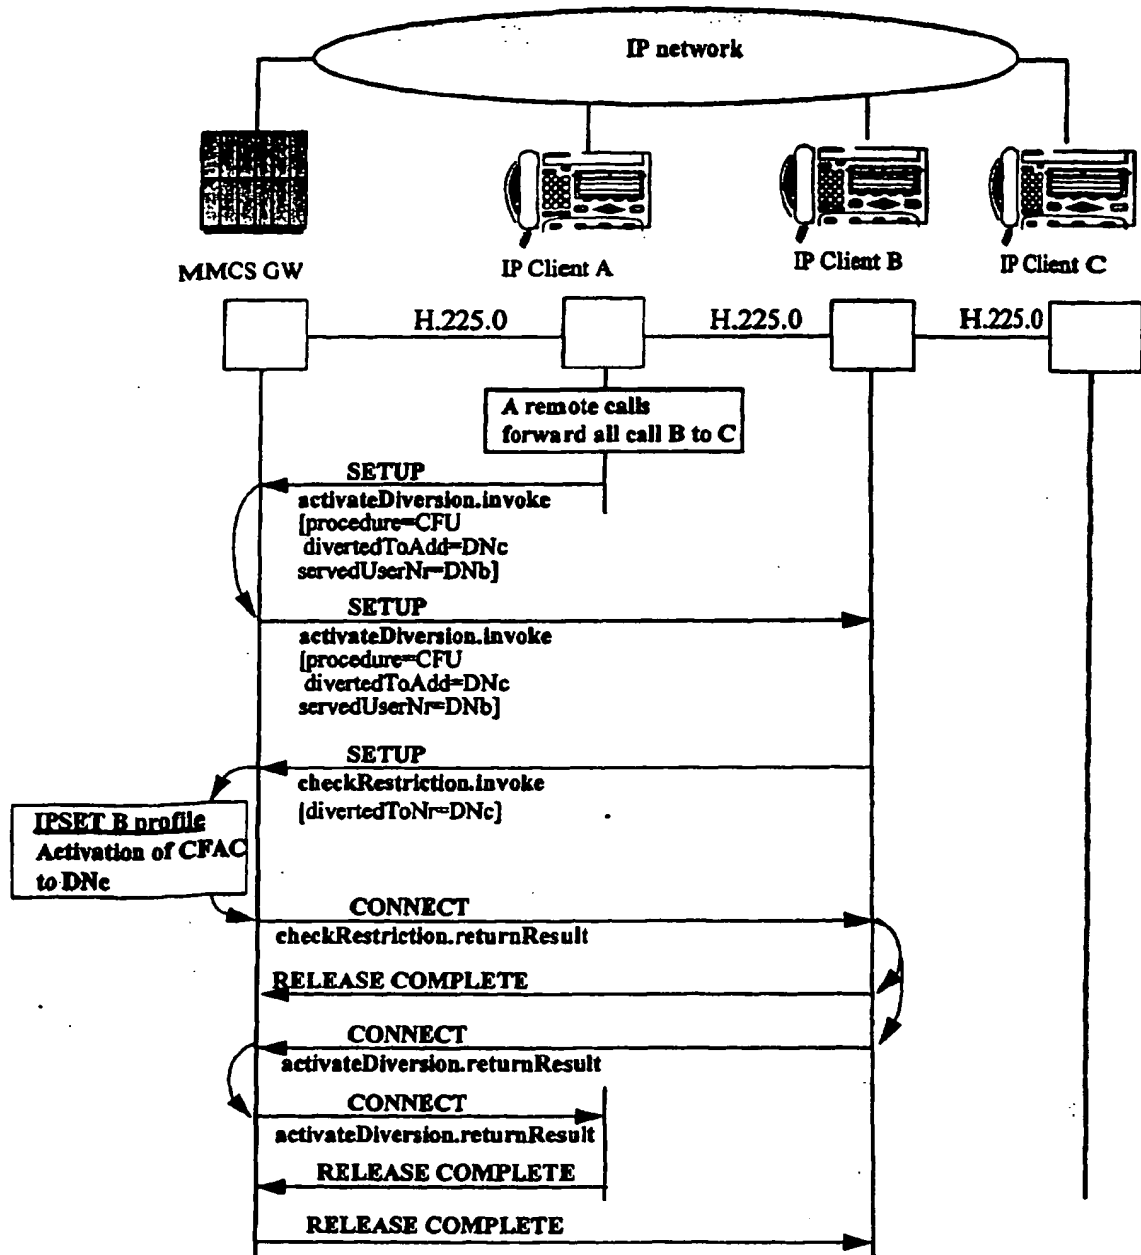 IP network
MMCS GW
IP Client A
IP Client B
IP Client C
H.225.0
H.225.0
H.225.0
A remote calls
forward all call B to C
SETUP
activateDiversion.invoke
[procedure=CFU
divertedToAdd=DNc
servedUserNr=DNb]
SETUP
activateDiversion.invoke
[procedure=CFU
divertedToAdd=DNc
servedUserNr=DNb]
SETUP
checkRestriction.invoke
[divertedToNr=DNc]
IPSET B profile
Activation of CFAC
to DNc
CONNECT
checkRestriction.returnResult
RELEASE COMPLETE
CONNECT
activateDiversion.returnResult
CONNECT
activateDiversion.returnResult
RELEASE COMPLETE
RELEASE COMPLETE